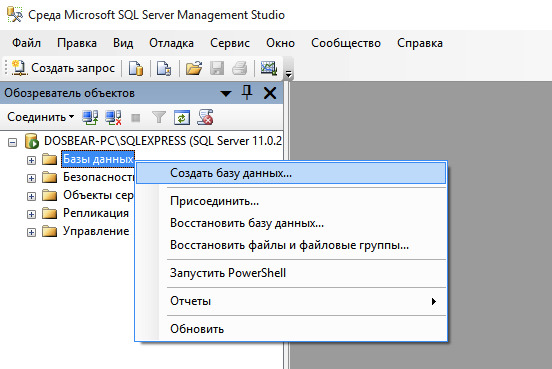 Среда Microsoft SQL Server Management Studio
Файл Правка Вид Отладка Сервис Окно Сообщество Справка
Создать запрос
Обозреватель объектов
Соединить
DOSBEAR-PC\SQLEXPRESS (SQL Server 11.0.2
Базы данных
Безопасность
Объекты сер
Репликация
Управление
Создать базу данных...
Присоединить...
Восстановить базу данных...
Восстановить файлы и файловые группы...
Запустить PowerShell
Отчеты
Обновить